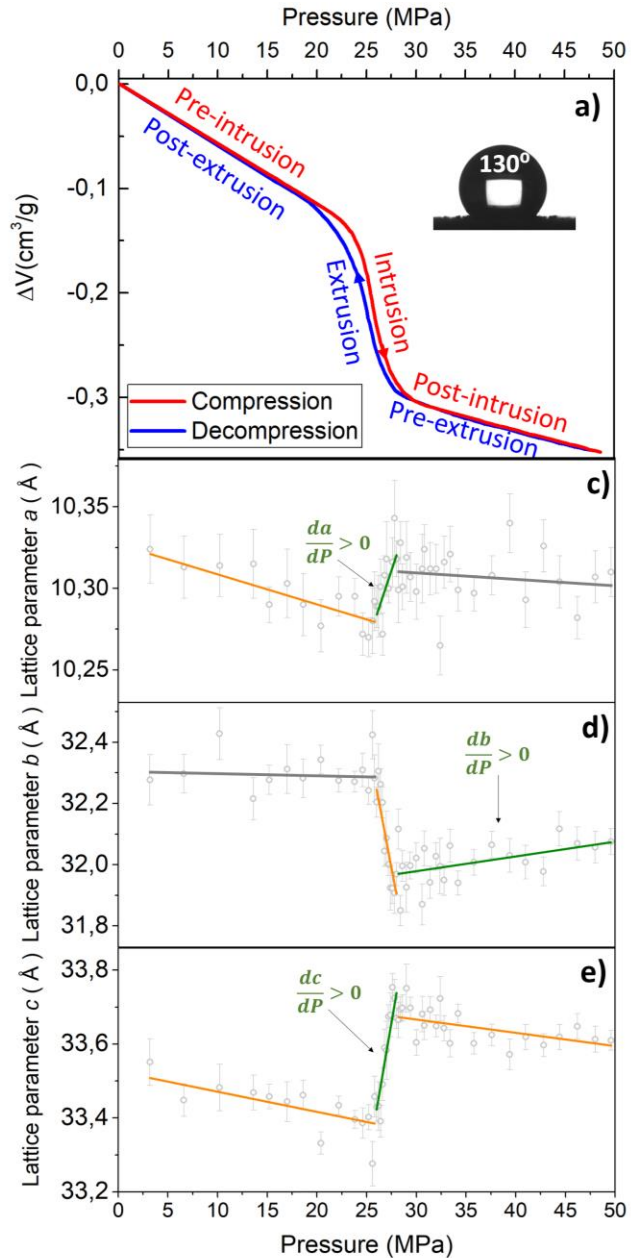 Pressure (MPa)
0 5 10 15 20 25 30 35 40 45 50
a)
0,0
-0,1
-0,2
-0,3
ΔV(cm³/g)
Pre-intrusion
Post-extrusion
130°
Intrusion
Extrusion
Post-intrusion
Pre-extrusion
Compression
Decompression
c)
10,35
10,30
10,25
Lattice parameter a ( Å )
da/dP > 0
d)
32,4
32,2
32,0
31,8
Lattice parameter b ( Å )
db/dP > 0
e)
33,8
33,6
33,4
33,2
Lattice parameter c ( Å )
dc/dP > 0
0 5 10 15 20 25 30 35 40 45 50
Pressure (MPa)